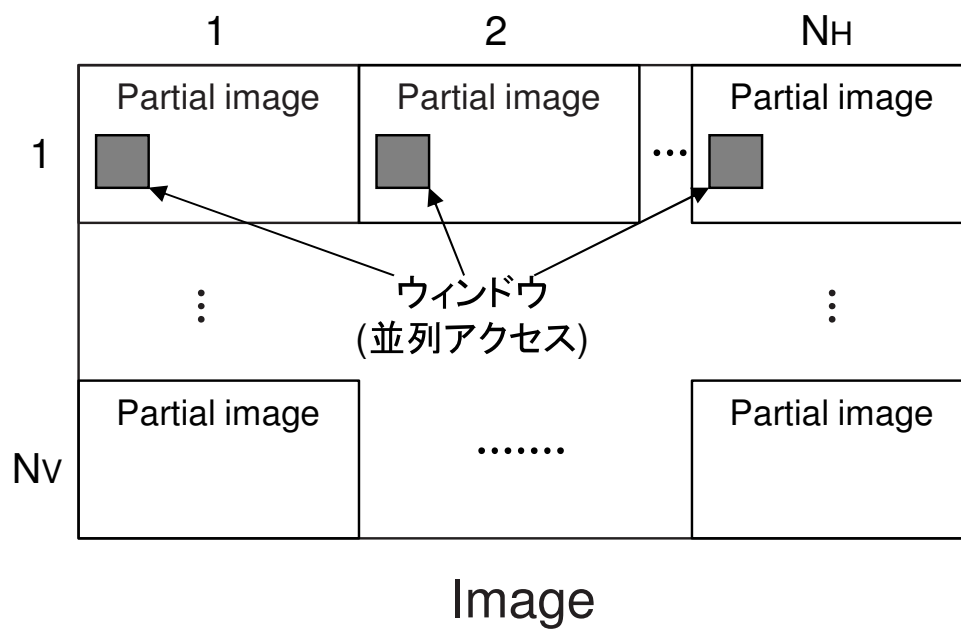 1 2 NH
Partial image Partial image Partial image
1 ...
ウィンドウ
(並列アクセス)
Partial image Partial image
.......
NV
Image